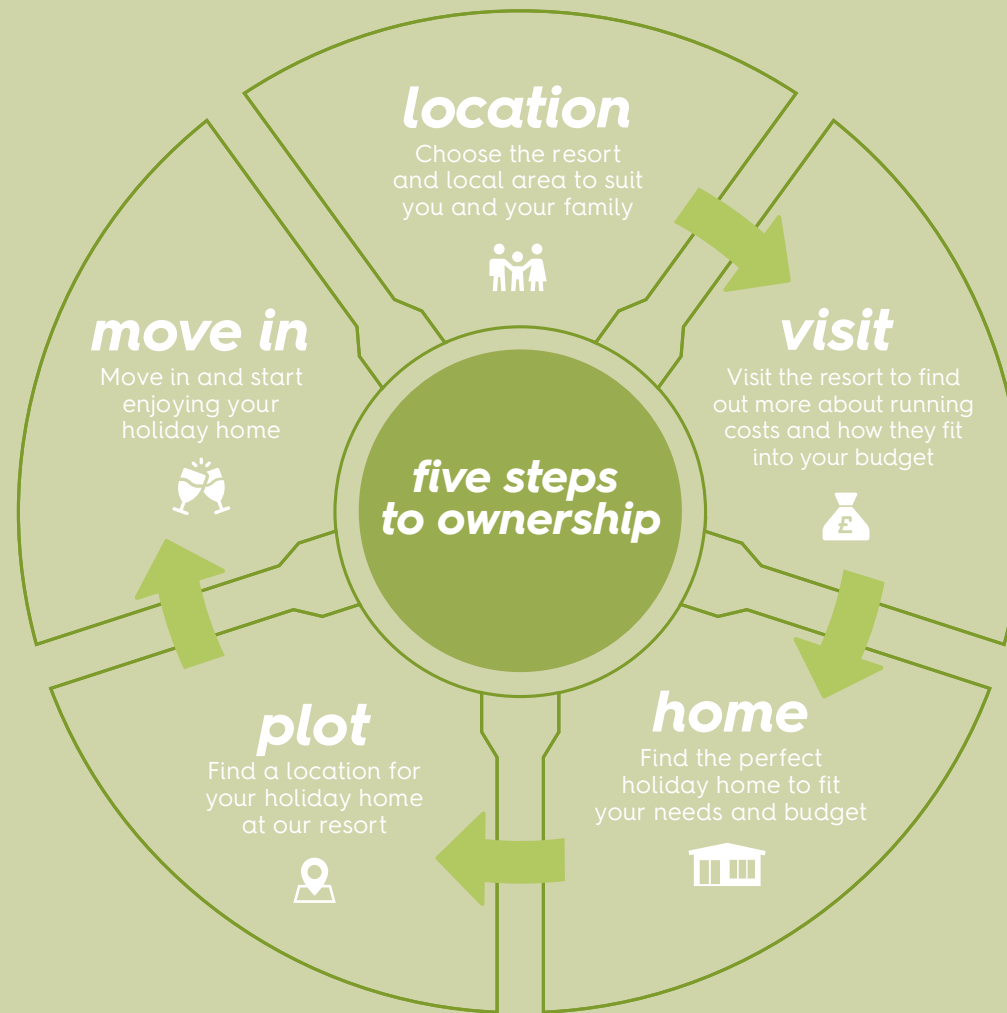 location
Choose the resort
and local area to suit
you and your family
visit
Visit the resort to find
out more about running
costs and how they fit
into your budget
£
home
Find the perfect
holiday home to fit
your needs and budget
plot
Find a location for
your holiday home
at our resort
move in
Move in and start
enjoying your
holiday home
five steps
to ownership